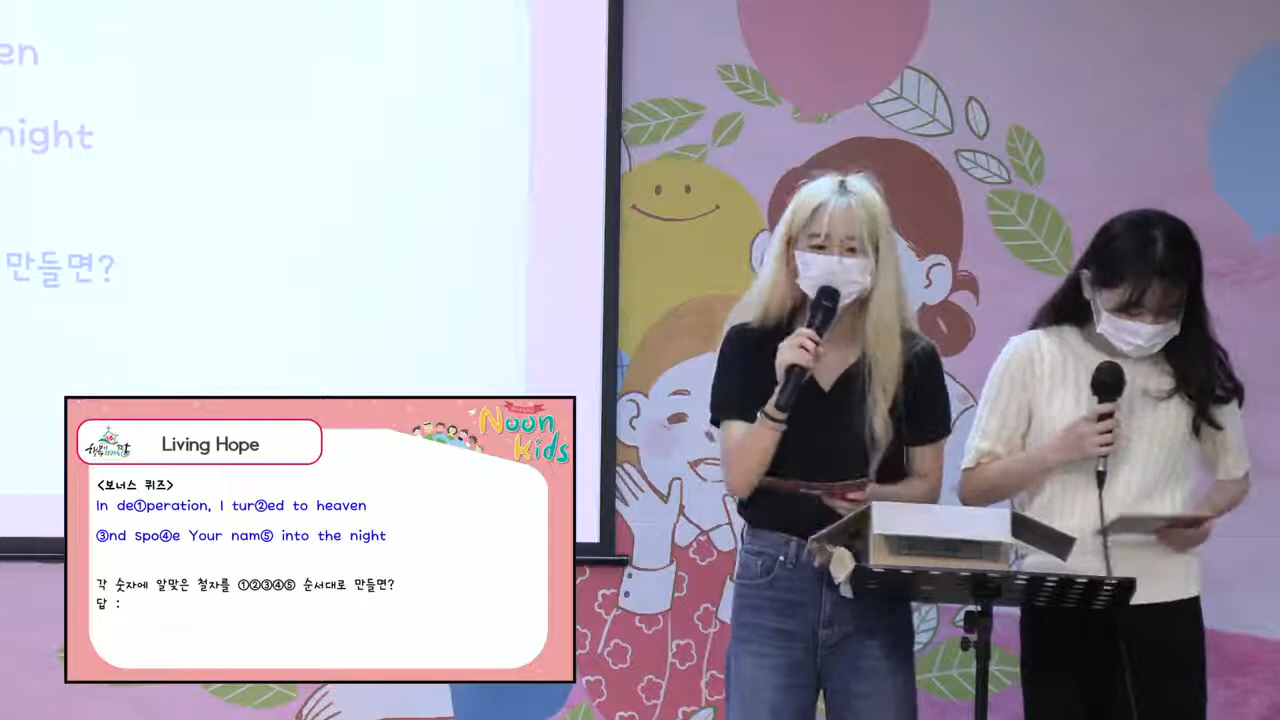 en
night
만들면?
Noon
Kids
Living Hope
<보너스 퀴즈>
In de①peration, I tur②ed to heaven
③nd spo④e Your nam⑤ into the night
각 숫자에 알맞은 철자를 ①②③④⑤ 순서대로 만들면?
답 :